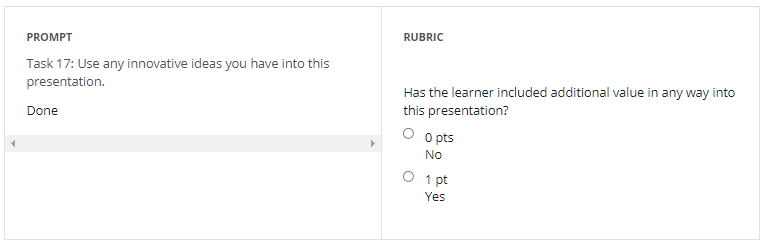 PROMPT
Task 17: Use any innovative ideas you have into this
presentation.
Done
RUBRIC
Has the learner included additional value in any way into
this presentation?
0 pts
No
1 pt
Yes